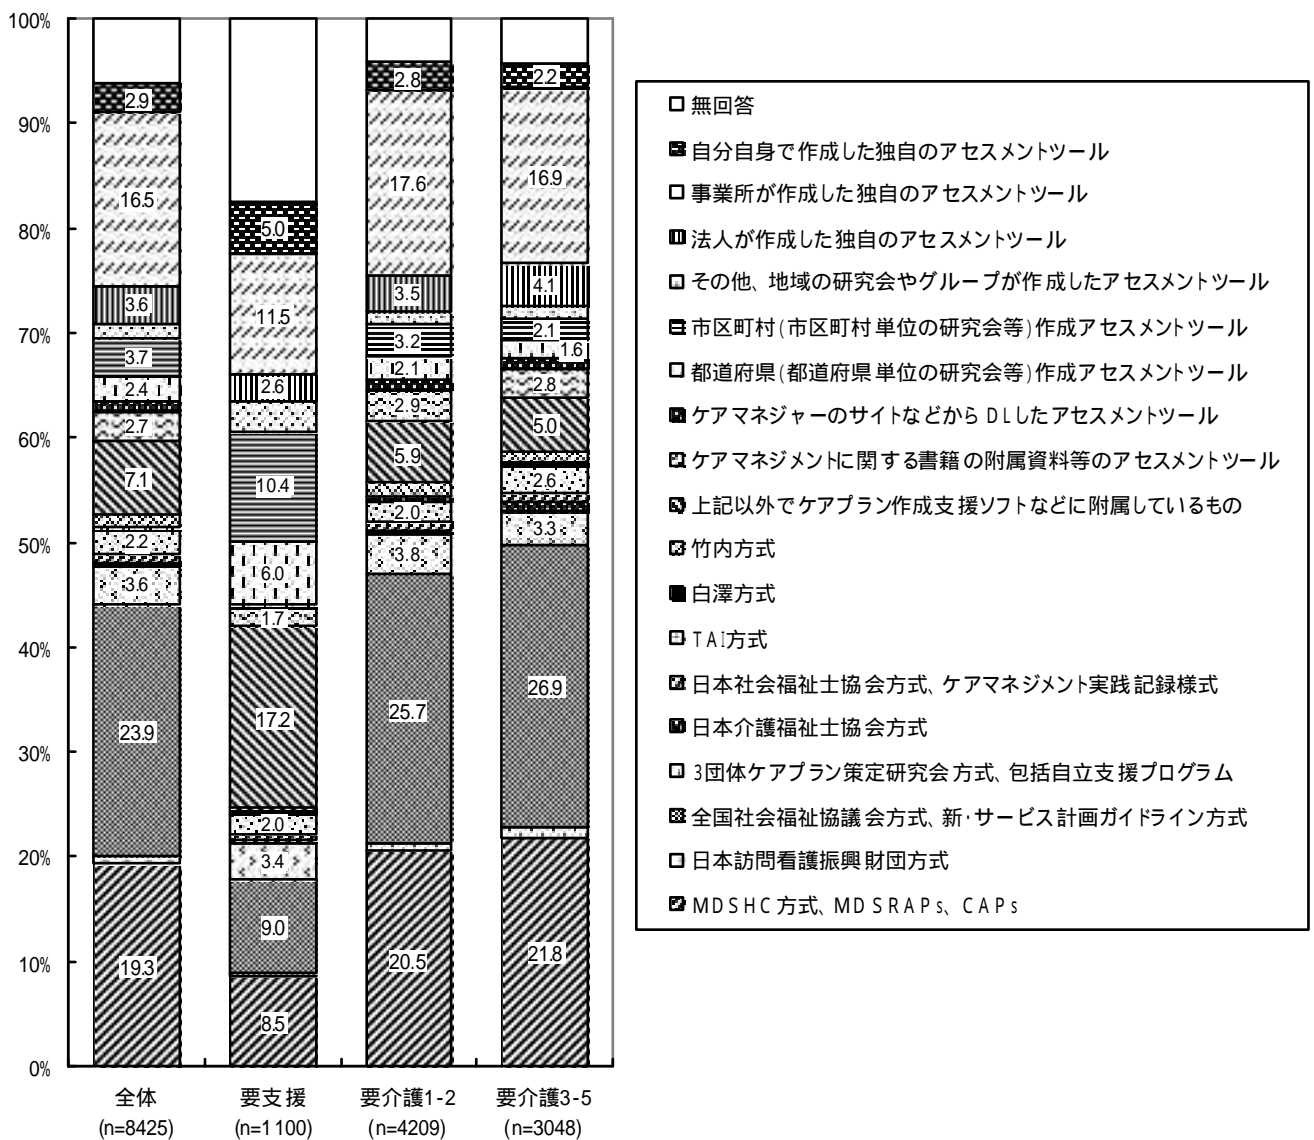 100%
90%
80%
70%
60%
50%
40%
30%
20%
10%
0%
2.9
16.5
3.6
3.7
2.4
2.7
7.1
2.2
3.6
23.9
19.3
5.0
11.5
2.6
10.4
6.0
1.7
17.2
2.0
3.4
9.0
8.5
2.8
17.6
3.5
3.2
2.1
2.9
5.9
2.0
3.8
25.7
20.5
2.2
16.9
4.1
2.1
1.6
2.8
5.0
2.6
3.3
26.9
21.8
全体
(n=8425)
要支援
(n=1100)
要介護1-2
(n=4209)
要介護3-5
(n=3048)
無回答
自分自身で作成した独自のアセスメントツール
事業所が作成した独自のアセスメントツール
法人が作成した独自のアセスメントツール
その他、地域の研究会やグループが作成したアセスメントツール
市区町村(市区町村単位の研究会等)作成アセスメントツール
都道府県(都道府県単位の研究会等)作成アセスメントツール
ケアマネジャーのサイトなどからDLしたアセスメントツール
ケアマネジメントに関する書籍の附属資料等のアセスメントツール
上記以外でケアプラン作成支援ソフトなどに附属しているもの
竹内方式
白澤方式
TAI方式
日本社会福祉士協会方式、ケアマネジメント実践記録様式
日本介護福祉士協会方式
3団体ケアプラン策定研究会方式、包括自立支援プログラム
全国社会福祉協議会方式、新・サービス計画ガイドライン方式
日本訪問看護振興財団方式
MDSHC方式、MDSRAPs、CAPs